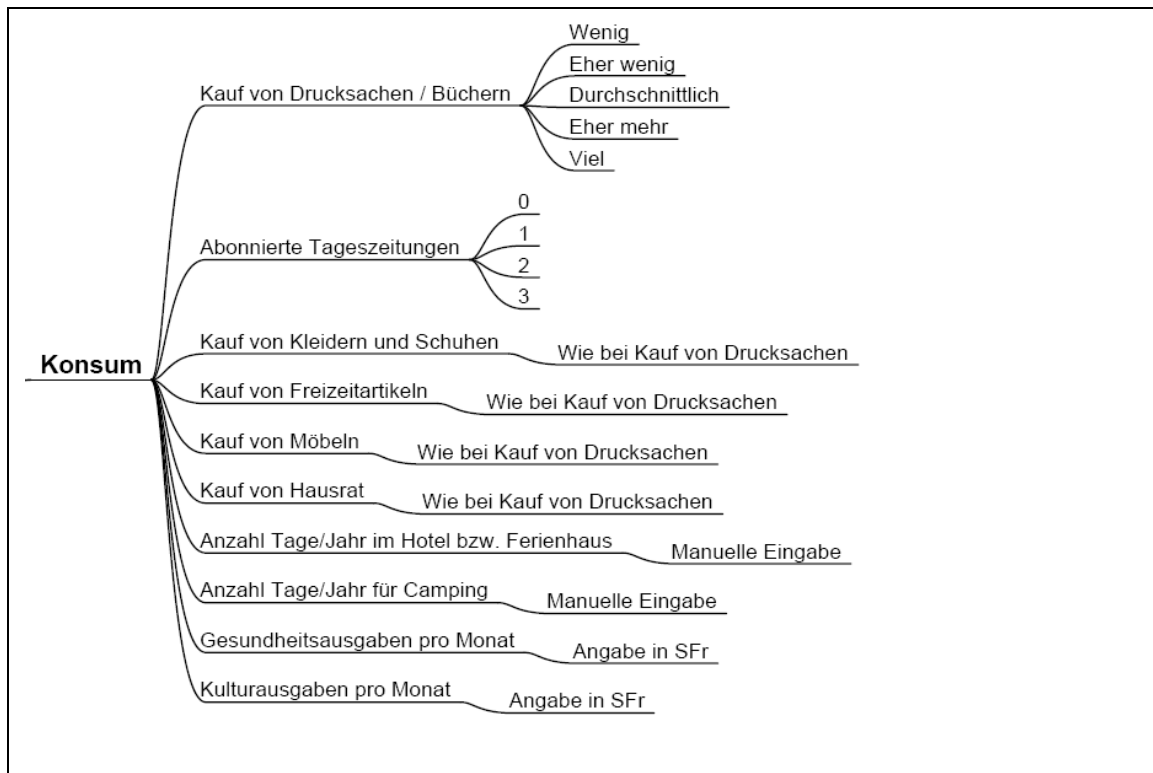 Konsum
Kauf von Drucksachen / Büchern
Wenig
Eher wenig
Durchschnittlich
Eher mehr
Viel
Abonnierte Tageszeitungen
0
1
2
3
Kauf von Kleidern und Schuhen
Wie bei Kauf von Drucksachen
Kauf von Freizeitartikeln
Wie bei Kauf von Drucksachen
Kauf von Möbeln
Wie bei Kauf von Drucksachen
Kauf von Hausrat
Wie bei Kauf von Drucksachen
Anzahl Tage/Jahr im Hotel bzw. Ferienhaus
Manuelle Eingabe
Anzahl Tage/Jahr für Camping
Manuelle Eingabe
Gesundheitsausgaben pro Monat
Angabe in SFr
Kulturausgaben pro Monat
Angabe in SFr